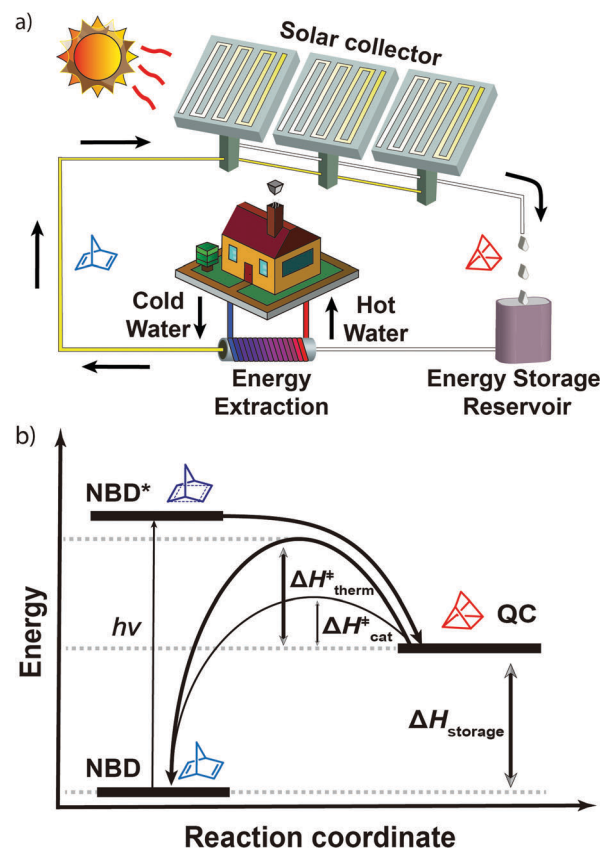 a)
Solar collector
Cold
Water
Hot
Water
Energy
Extraction
Energy Storage
Reservoir
b)
NBD*
ΔH‡therm
ΔH‡cat
QC
hν
ΔHstorage
NBD
Energy
Reaction coordinate